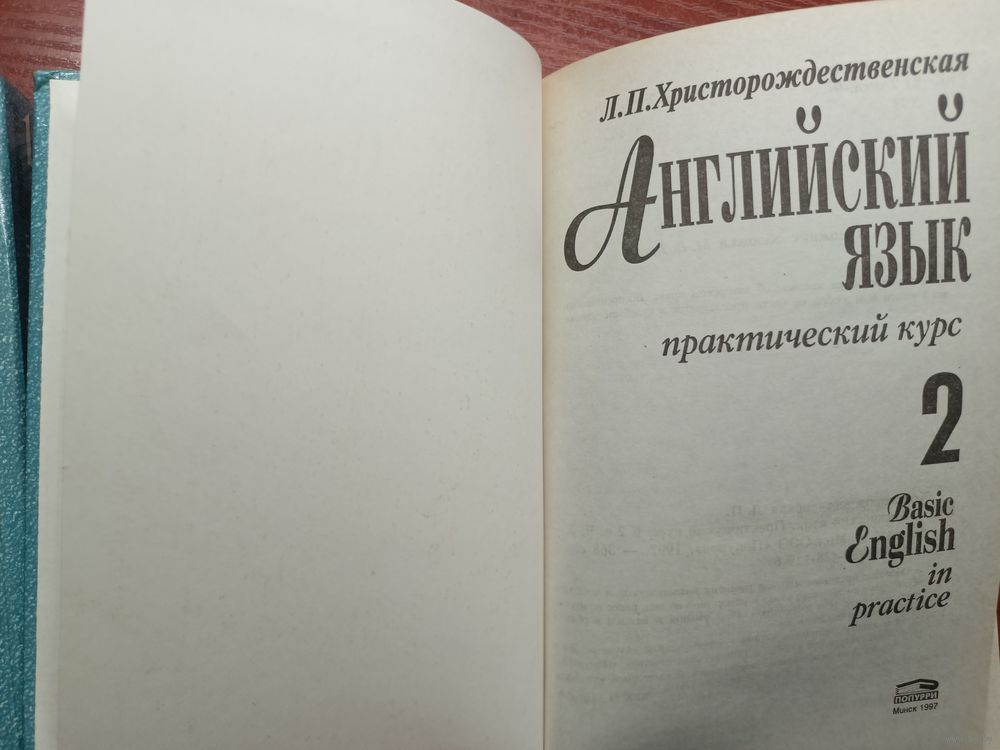 Л.П.Христорождественская
Английский
язык
практический курс
2
Basic
English
in
practice
ПОПУРРИ
Минск 1997